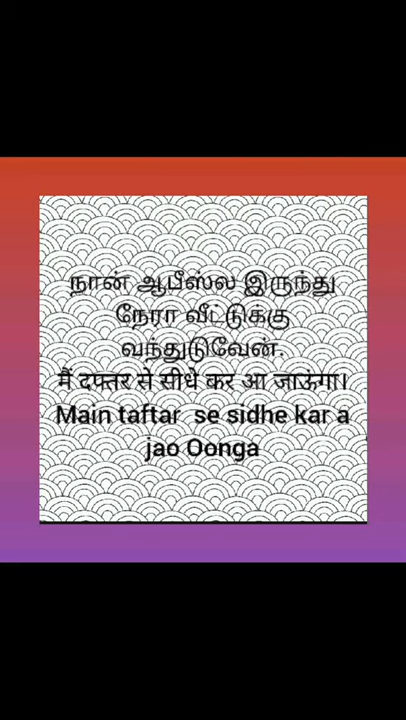 நான் ஆபீஸ்ல இருந்து
நேரா வீட்டுக்கு
வந்துடுவேன்.
मैं दफ्तर से सीधे कर आ जाऊंगा।
Main taftar se sidhe kar a
jao Oonga